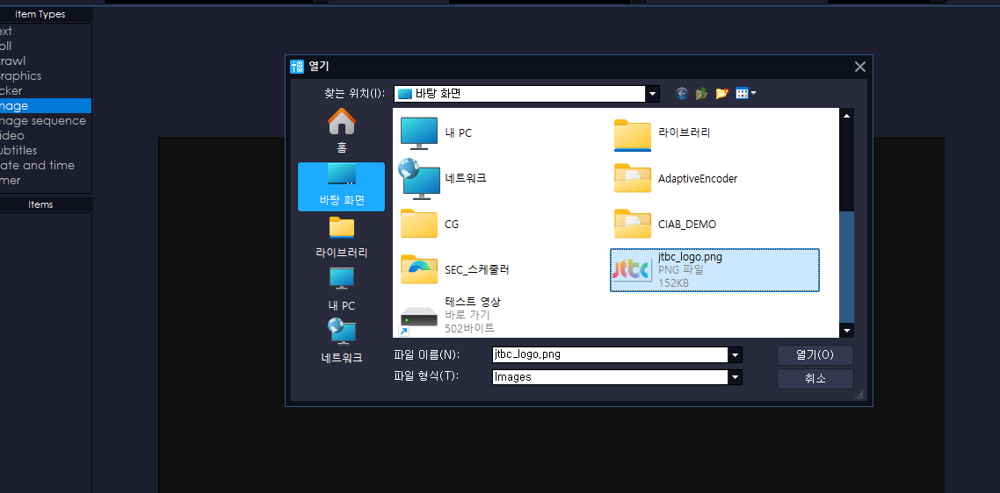 Item Types
ext
oll
rawl
raphics
cker
mage
mage sequence
ideo
ubtitles
ate and time
mer
Items
열기
찾는 위치(I):
바탕 화면
홈
바탕 화면
라이브러리
내 PC
네트워크
내 PC
라이브러리
네트워크
AdaptiveEncoder
CG
CIAB_DEMO
SEC_스케줄러
jtbc
jtbc_logo.png
PNG 파일
152KB
테스트 영상
바로 가기
502바이트
파일 이름(N):
jtbc_logo.png
열기(O)
파일 형식(T):
Images
취소